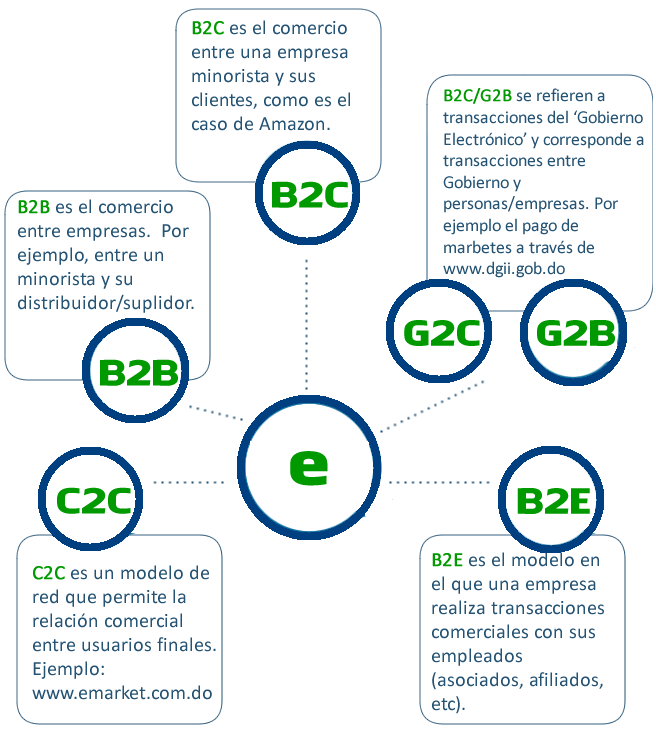 B2C es el comercio
entre una empresa
minorista y sus
clientes, como es el
caso de Amazon.
B2C
B2C/G2B se refieren a
transacciones del ‘Gobierno
Electrónico’ y corresponde a
transacciones entre
Gobierno y
personas/empresas. Por
ejemplo el pago de
marbetes a través de
www.dgii.gob.do
G2C
G2B
B2B es el comercio
entre empresas.  Por
ejemplo, entre un
minorista y su
distribuidor/suplidor.
B2B
e
C2C
C2C es un modelo de
red que permite la
relación comercial
entre usuarios finales.
Ejemplo:
www.emarket.com.do
B2E
B2E es el modelo en
el que una empresa
realiza transacciones
comerciales con sus
empleados
(asociados, afiliados,
etc).